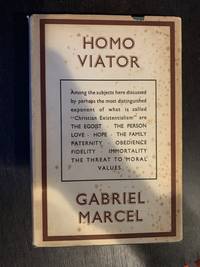 HOMO
VIATOR
Among the subjects here discussed
by perhaps the most distinguished
exponent of what is called
"Christian Existentialism" are
THE EGOIST · THE PERSON
LOVE · HOPE · THE FAMILY
PATERNITY · OBEDIENCE
FIDELITY · IMMORTALITY
THE THREAT TO MORAL
VALUES
GABRIEL
MARCEL